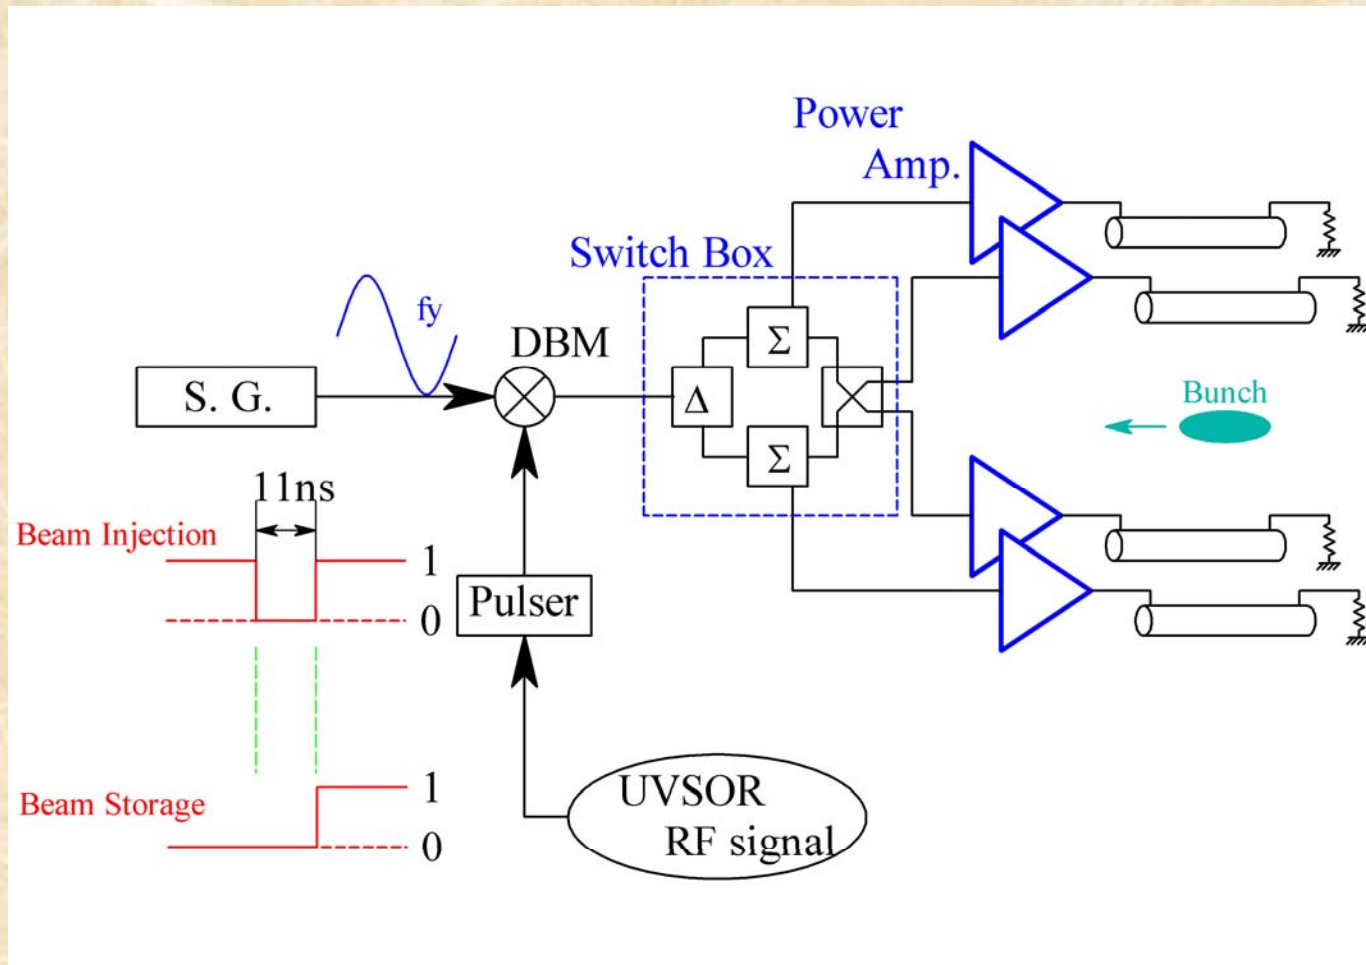 Power
Amp.
Switch Box
fy
DBM
S. G.
Σ
Δ
Σ
Bunch
11ns
Beam Injection
1
0
Pulser
Beam Storage
1
0
UVSOR
RF signal